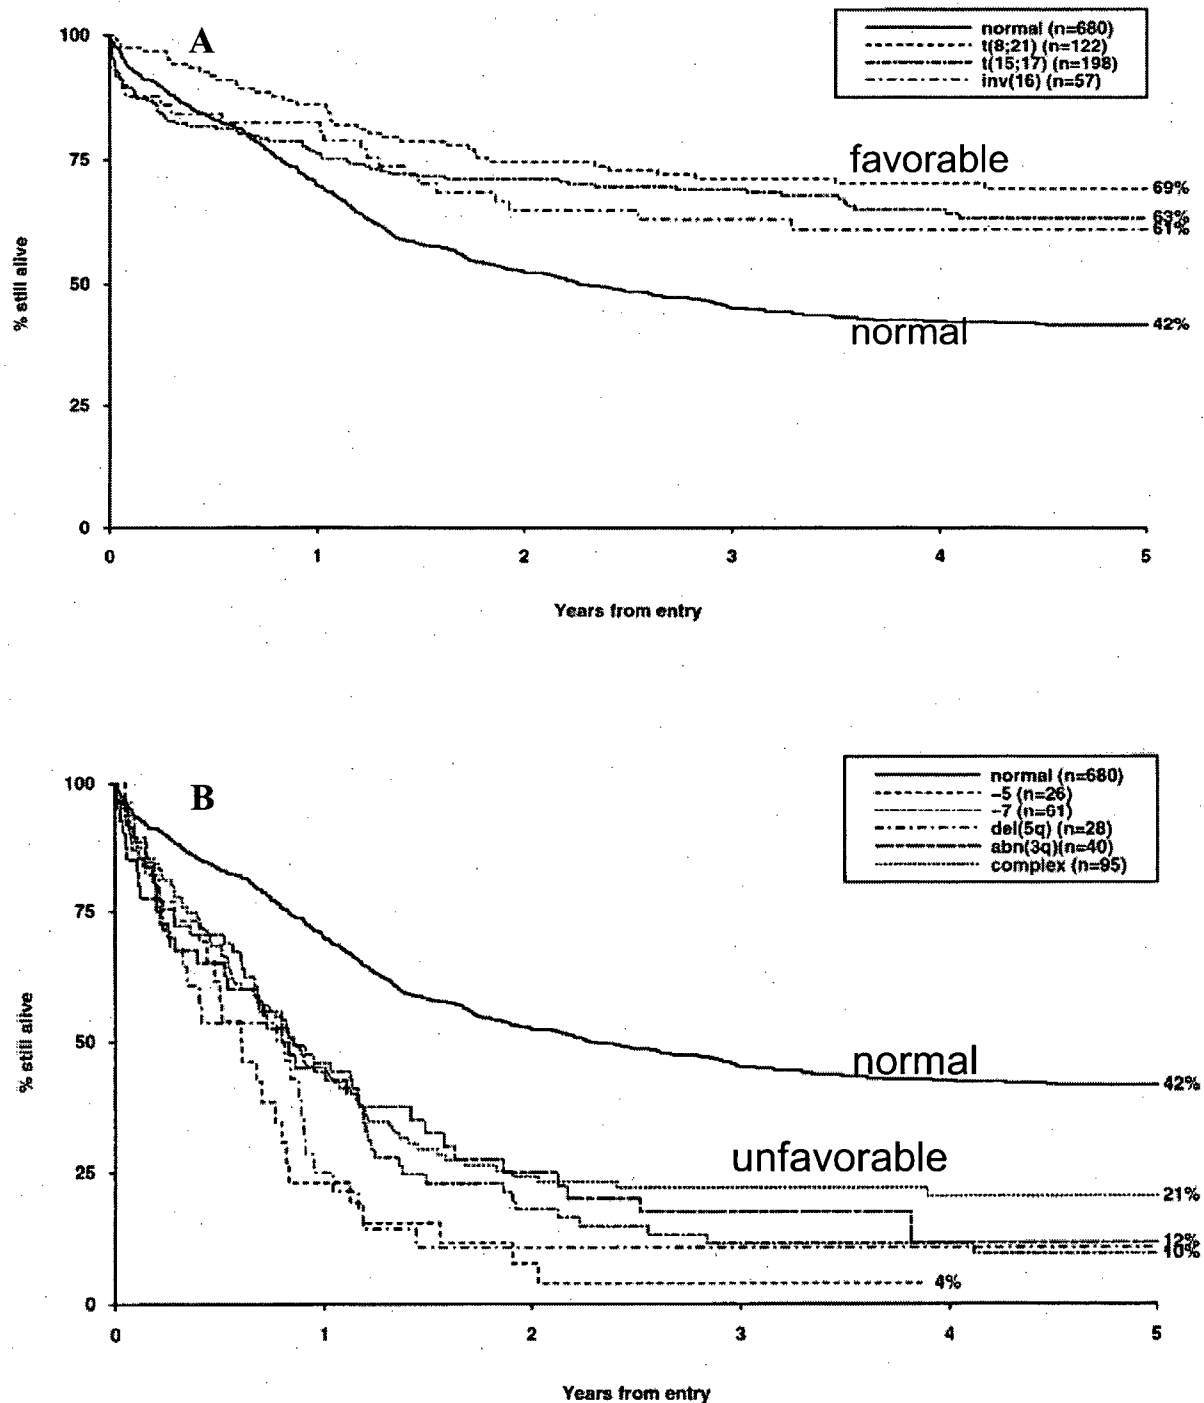 A
normal (n=680)
t(8;21) (n=122)
t(15;17) (n=198)
inv(16) (n=57)
100
75
50
25
0
% still alive
favorable
69%
63%
61%
normal
42%
0 1 2 3 4 5
Years from entry
B
normal (n=680)
-5 (n=26)
-7 (n=61)
del(5q) (n=28)
abn(3q)(n=40)
complex (n=95)
100
75
50
25
0
% still alive
normal
42%
unfavorable
21%
12%
10%
4%
0 1 2 3 4 5
Years from entry